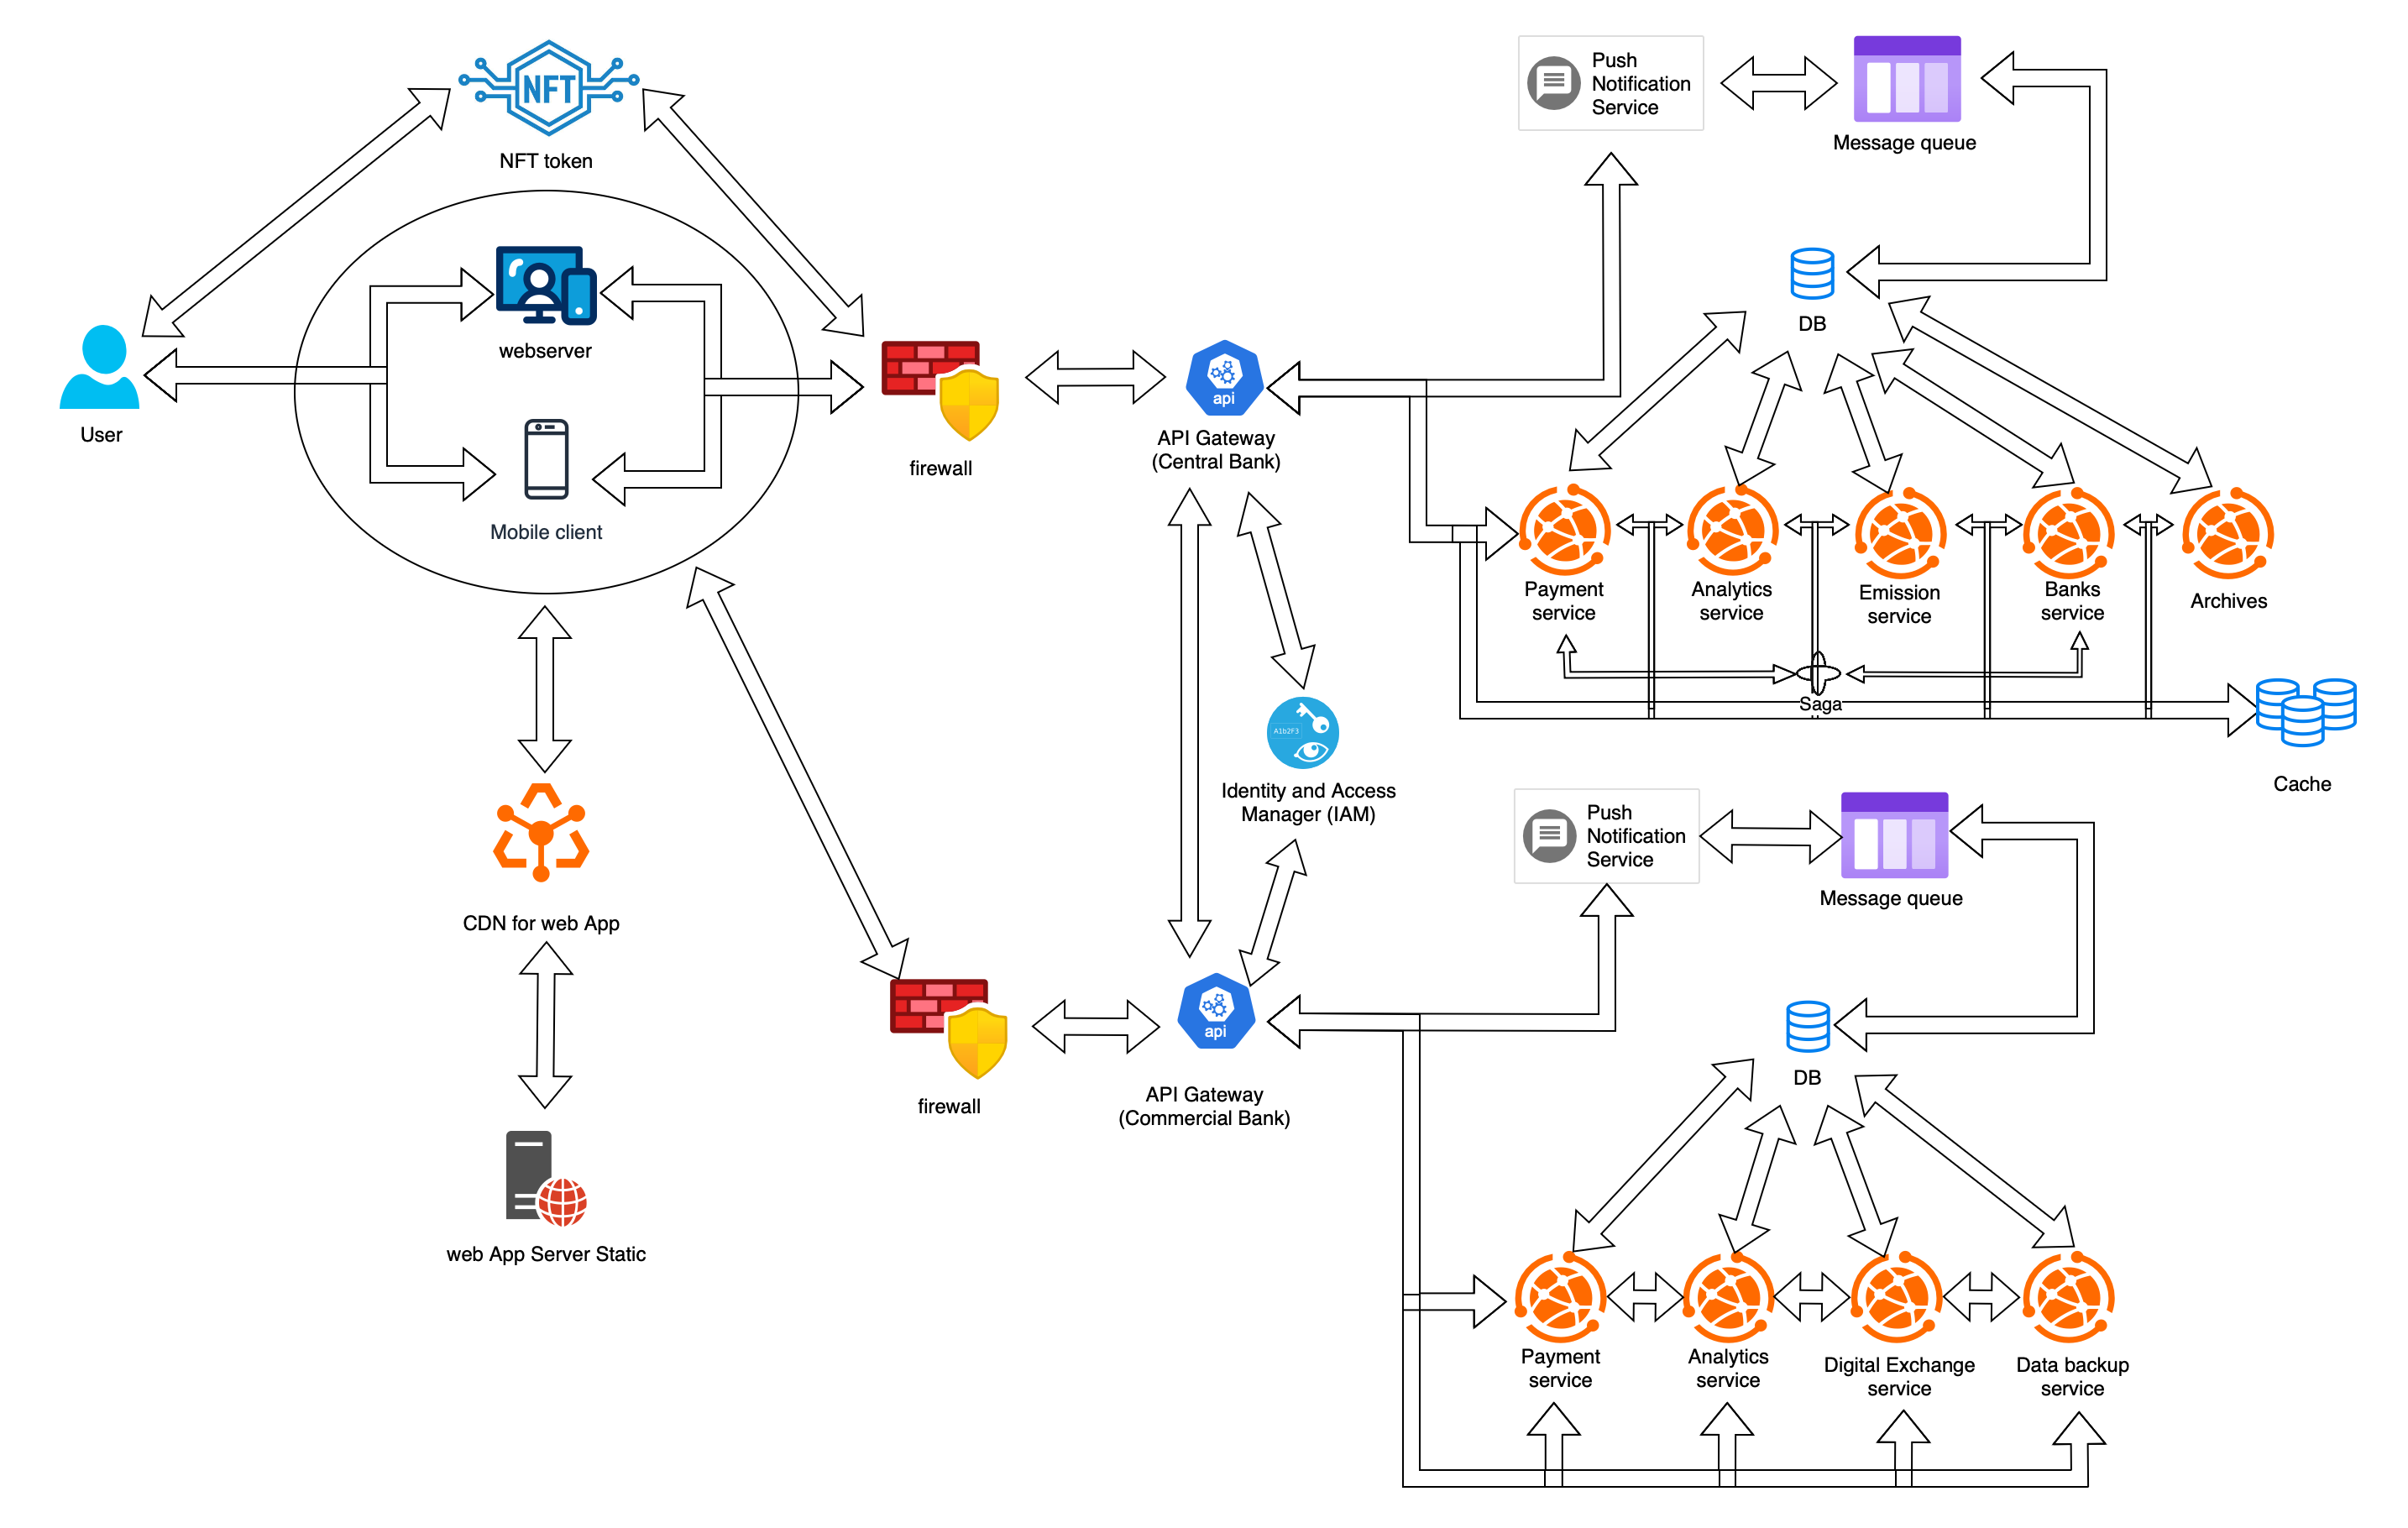 NFT
NFT token
User
webserver
Mobile client
CDN for web App
web App Server Static
firewall
api
API Gateway
(Central Bank)
A1b2F3
Identity and Access
Manager (IAM)
firewall
api
API Gateway
(Commercial Bank)
Push
Notification
Service
Message queue
DB
Payment
service
Analytics
service
Emission
service
Banks
service
Archives
Saga
Cache
Push
Notification
Service
Message queue
DB
Payment
service
Analytics
service
Digital Exchange
service
Data backup
service